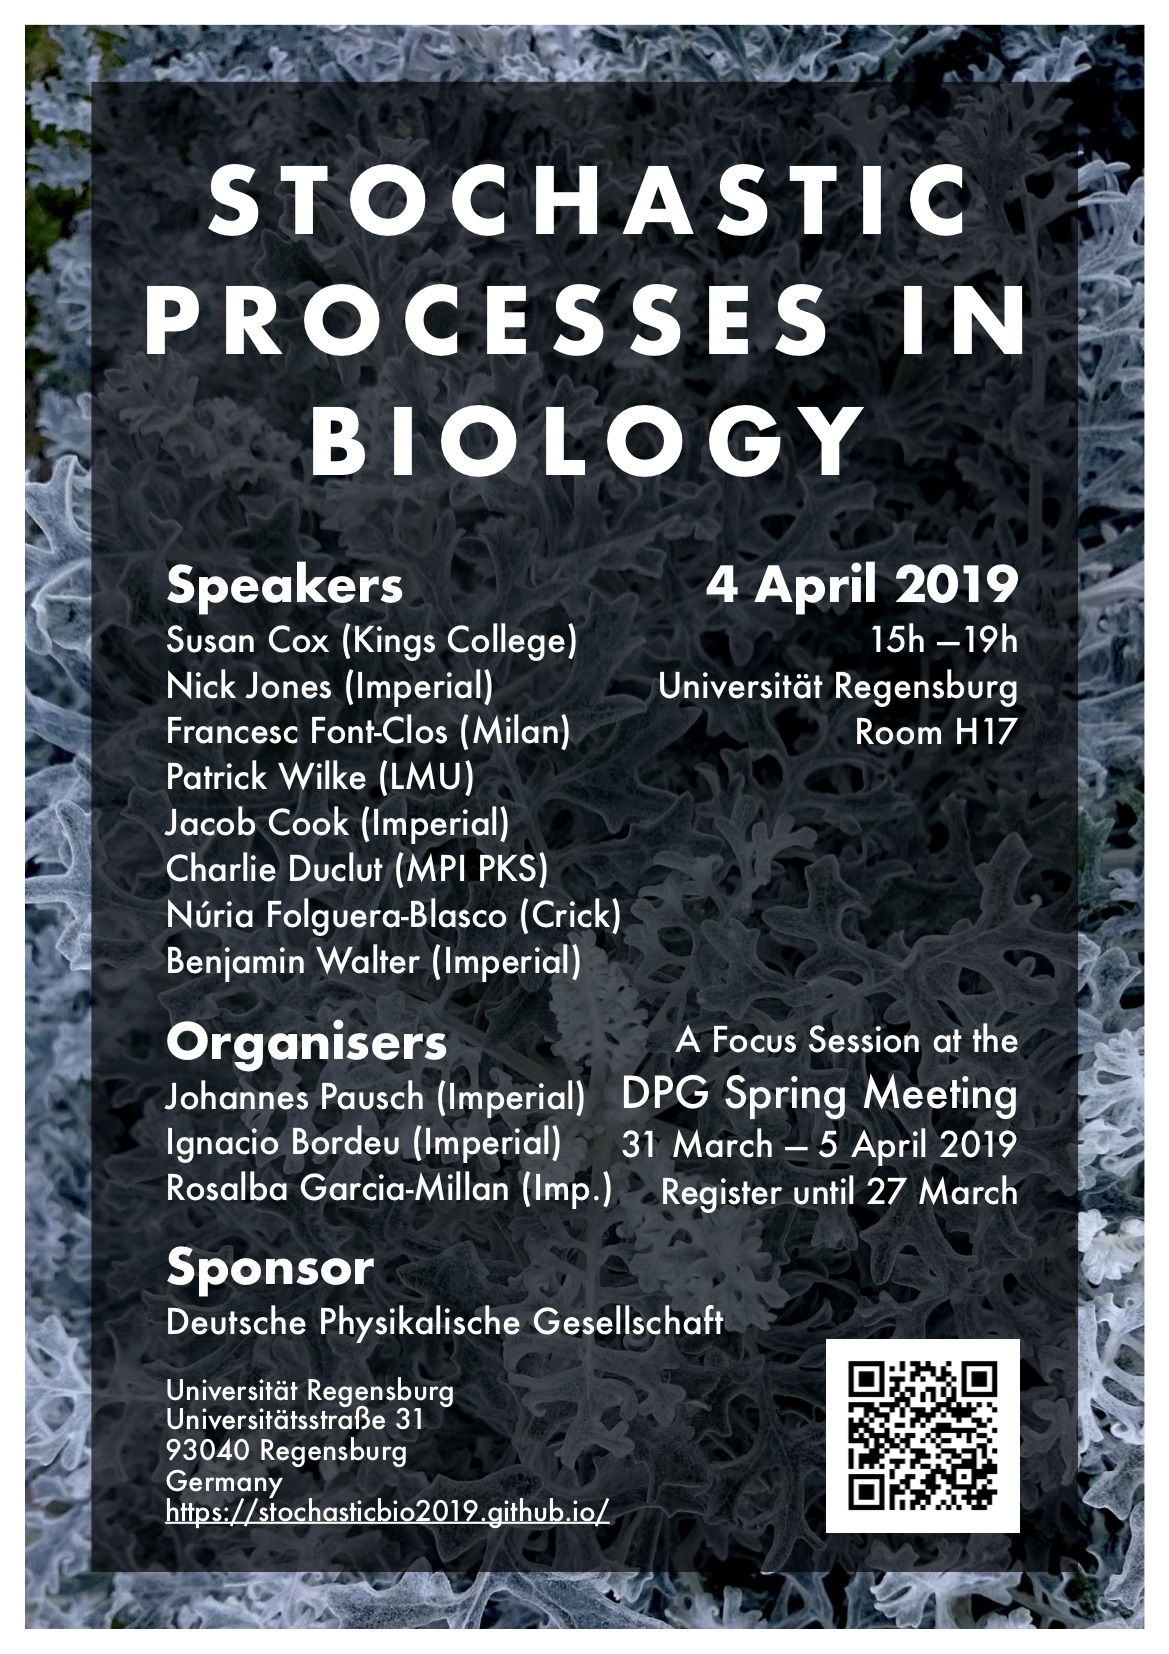 STOCHASTIC
PROCESSES IN
BIOLOGY
Speakers
Susan Cox (Kings College)
Nick Jones (Imperial)
Francesc Font-Clos (Milan)
Patrick Wilke (LMU)
Jacob Cook (Imperial)
Charlie Duclut (MPI PKS)
Núria Folguera-Blasco (Crick)
Benjamin Walter (Imperial)
4 April 2019
15h –19h
Universität Regensburg
Room H17
Organisers
Johannes Pausch (Imperial)
Ignacio Bordeu (Imperial)
Rosalba Garcia-Millan (Imp.)
A Focus Session at the
DPG Spring Meeting
31 March – 5 April 2019
Register until 27 March
Sponsor
Deutsche Physikalische Gesellschaft
Universität Regensburg
Universitätsstraße 31
93040 Regensburg
Germany
https://stochasticbio2019.github.io/